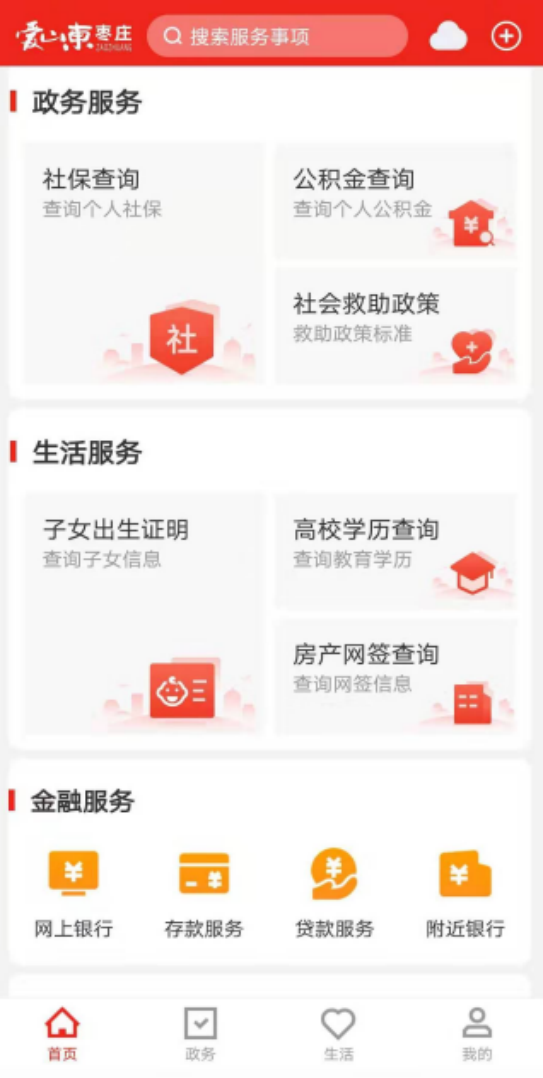 爱山东枣庄
ZAOZHUANG
搜索服务事项
政务服务
社保查询
查询个人社保
社
公积金查询
查询个人公积金
¥
社会救助政策
救助政策标准
生活服务
子女出生证明
查询子女信息
高校学历查询
查询教育学历
房产网签查询
查询网签信息
金融服务
¥
¥
¥
¥
网上银行
存款服务
贷款服务
附近银行
首页
政务
生活
我的